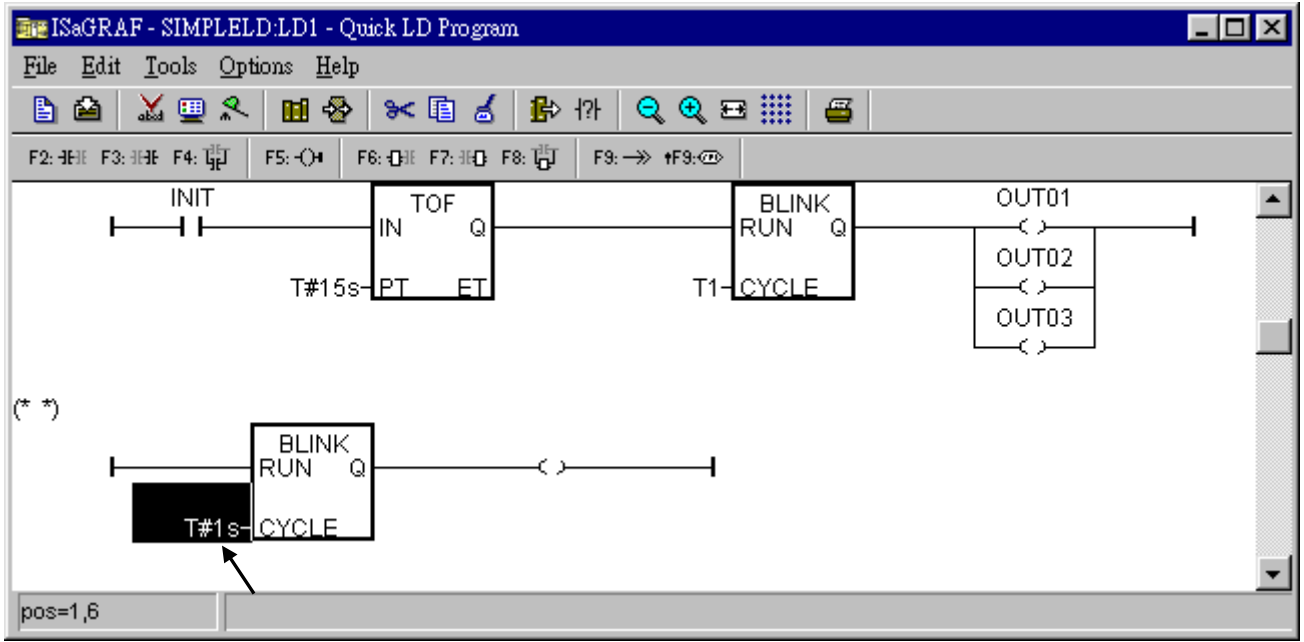 ISaGRAF - SIMPLELD:LD1 - Quick LD Program
File Edit Tools Options Help
F2: F3: F4: F5: F6: F7: F8: F9: F9:
INIT TOF BLINK OUT01
IN Q RUN Q
OUT02
T#15s PT ET T1 CYCLE
OUT03
(* *)
BLINK
RUN Q
T#1s CYCLE
pos=1,6